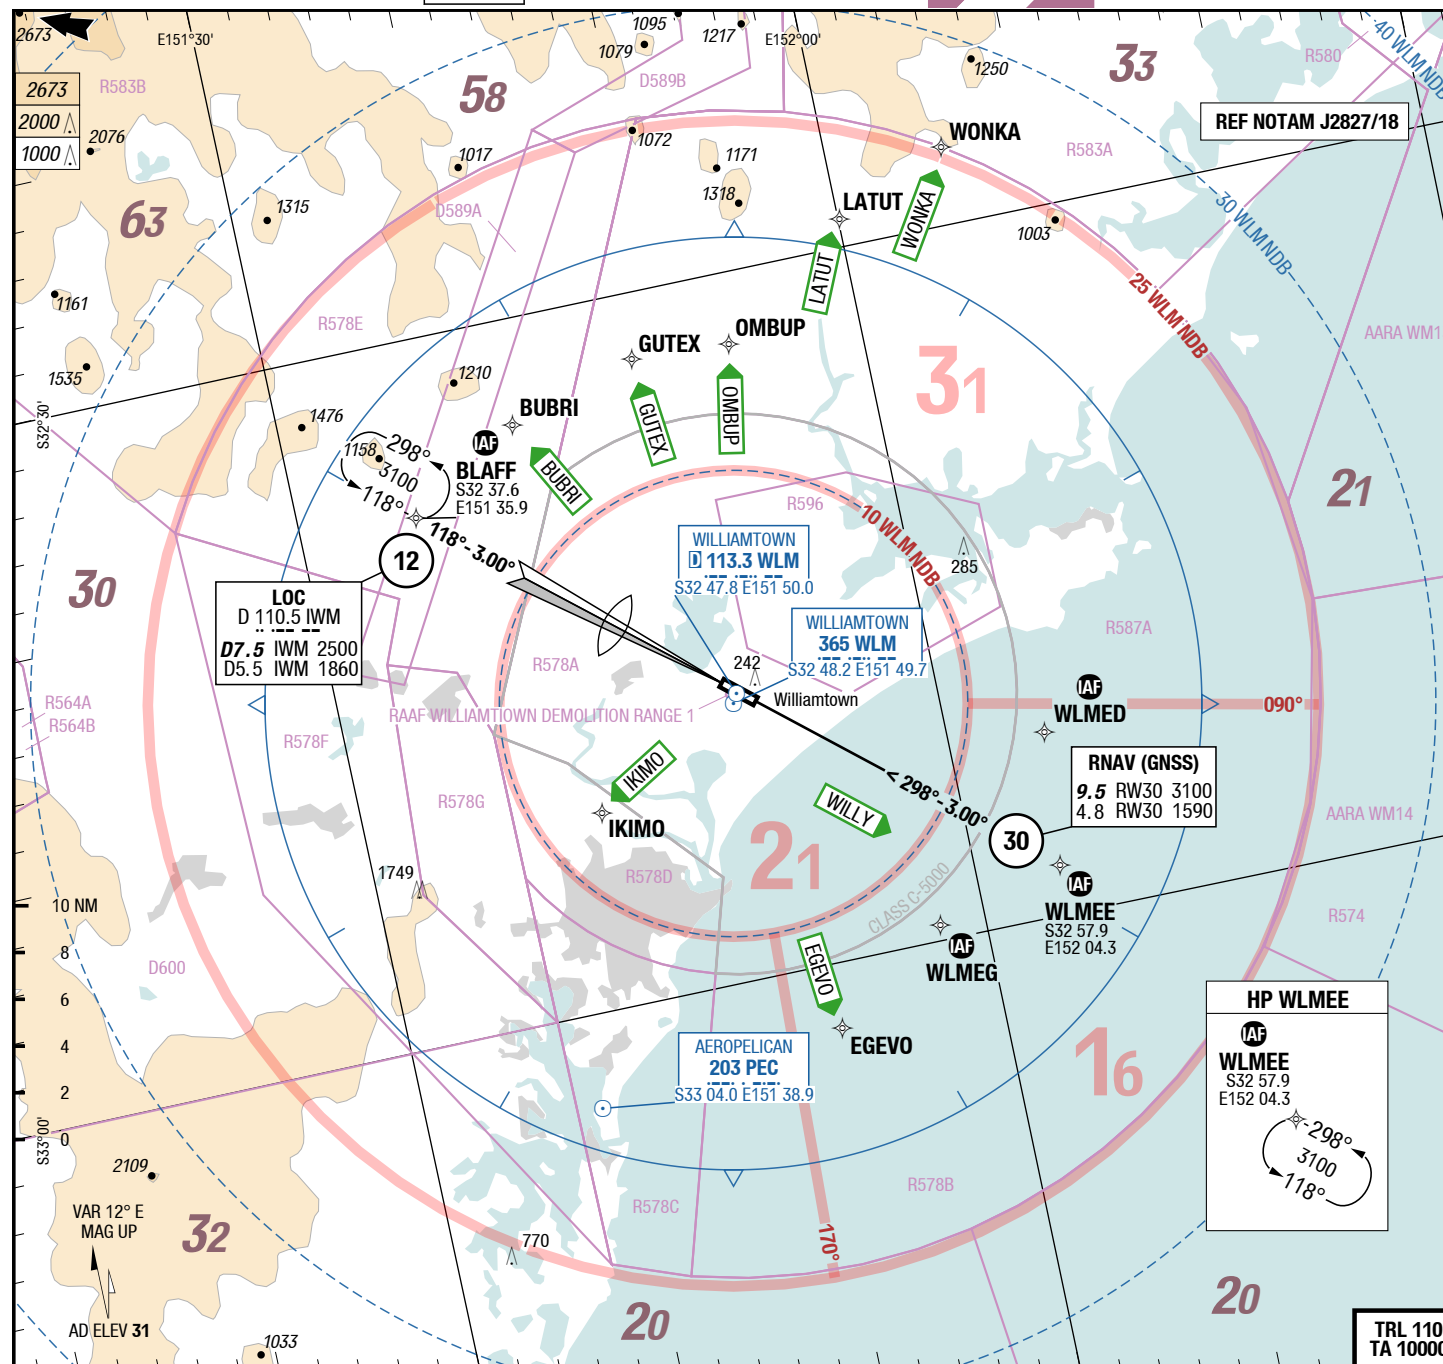 2673
E151°30'
1095
1079
1217
E152°00'
1250
33
R580
40 WLM NDB
58
D589B
R583B
2673
2000
1000
2076
REF NOTAM J2827/18
WONKA
R583A
1072
1017
1171
1318
LATUT
WONKA
1315
63
D589A
1003
30 WLM NDB
LATUT
1161
R578E
25 WLM NDB
OMBUP
GUTEX
AARA WM1
1535
1210
31
S32°30'
1476
BUBRI
GUTEX
OMBUP
1158
298°
3100
118°
IAF
BLAFF
S32 37.6
E151 35.9
BUBRI
R596
21
10 WLM NDB
118°-3.00°
12
WILLIAMTOWN
D 113.3 WLM
S32 47.8 E151 50.0
285
30
LOC
D 110.5 IWM
D7.5 IWM 2500
D5.5 IWM 1860
WILLIAMTOWN
365 WLM
S32 48.2 E151 49.7
R587A
R578A
242
Williamtown
IAF
WLMED
090°
R564A
R564B
RAAF WILLIAMTOWN DEMOLITION RANGE 1
R578F
IKIMO
RNAV (GNSS)
9.5 RW30 3100
4.8 RW30 1590
< 298°-3.00°
R578G
WILLY
IKIMO
30
AARA WM14
21
1749
R578D
CLASS C-5000
IAF
WLMEE
S32 57.9
E152 04.3
R574
10 NM
8
6
4
2
0
D600
EGEVO
IAF
WLMEG
HP WLMEE
IAF
WLMEE
S32 57.9
E152 04.3
298°
3100
118°
EGEVO
AEROPELICAN
203 PEC
S33 04.0 E151 38.9
16
S33°00'
2109
R578B
R578C
VAR 12° E
MAG UP
32
770
170°
AD ELEV 31
1033
20
20
TRL 110
TA 10000